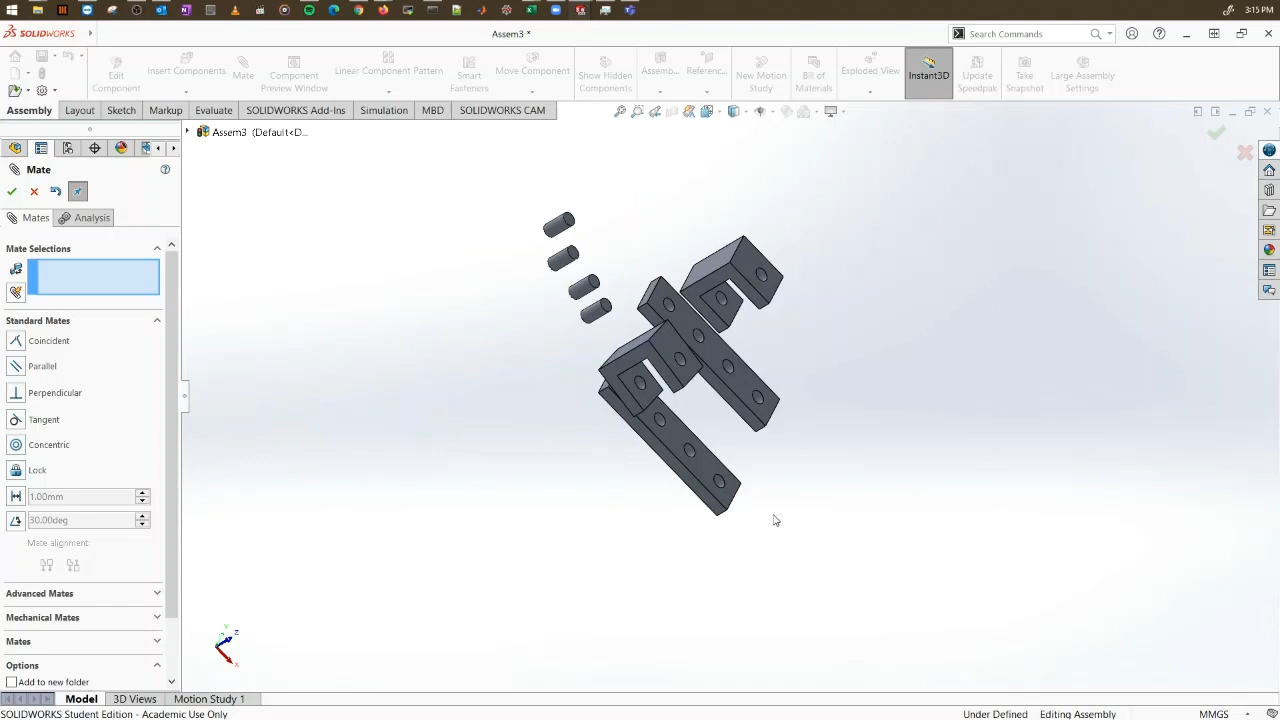 3:15 PM
SOLIDWORKS
Assem3 *
Search Commands
Edit Component
Insert Components
Mate
Component Preview Window
Linear Component Pattern
Smart Fasteners
Move Component
Show Hidden Components
Assemb...
Referenc...
New Motion Study
Bill of Materials
Exploded View
Instant3D
Update Speedpak
Take Snapshot
Large Assembly Settings
Assembly
Layout
Sketch
Markup
Evaluate
SOLIDWORKS Add-Ins
Simulation
MBD
SOLIDWORKS CAM
Assem3 (Default<D...
Mate
Mates
Analysis
Mate Selections
Standard Mates
Coincident
Parallel
Perpendicular
Tangent
Concentric
Lock
1.00mm
30.00deg
Mate alignment:
Advanced Mates
Mechanical Mates
Mates
Options
Add to new folder
Y
Z
X
Model
3D Views
Motion Study 1
SOLIDWORKS Student Edition - Academic Use Only
Under Defined
Editing Assembly
MMGS